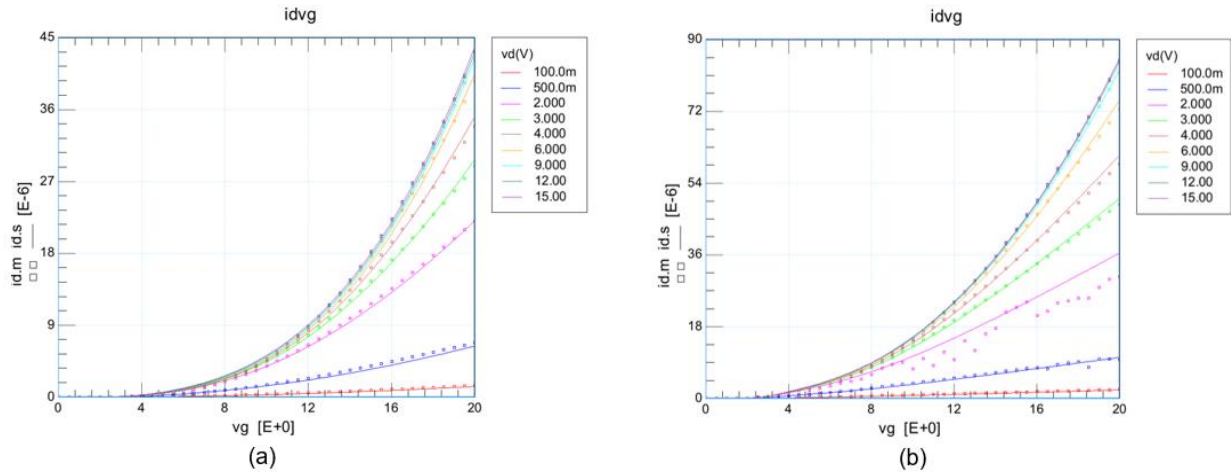 idvg
45
36
27
18
9
0
id.m id.s [E-6]
0 4 8 12 16 20
vg [E+0]
vd(V)
100.0m
500.0m
2.000
3.000
4.000
6.000
9.000
12.00
15.00
(a)
idvg
90
72
54
36
18
0
id.m id.s [E-6]
0 4 8 12 16 20
vg [E+0]
vd(V)
100.0m
500.0m
2.000
3.000
4.000
6.000
9.000
12.00
15.00
(b)